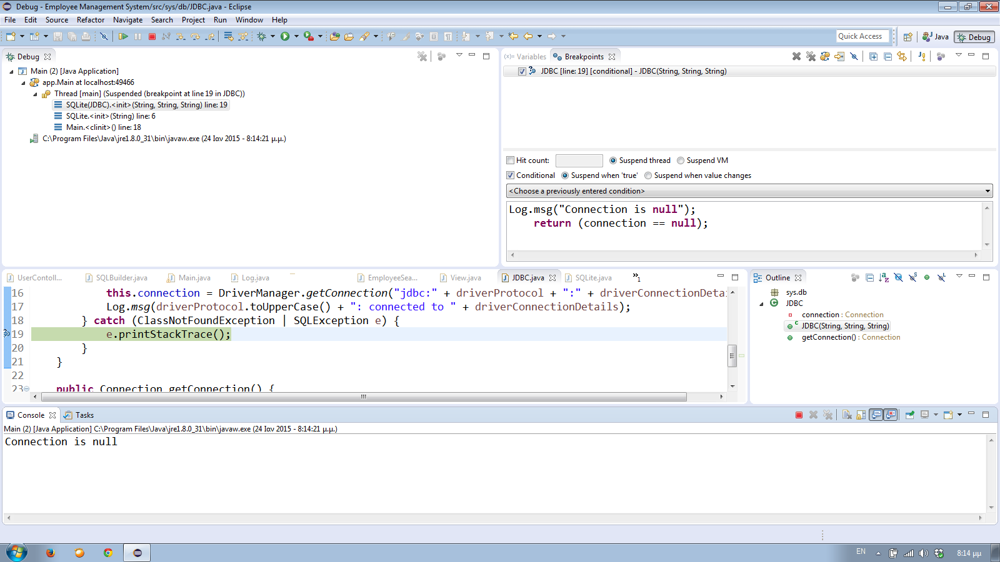 Debug - Employee Management System/src/sys/db/JDBC.java - Eclipse
File Edit Source Refactor Navigate Search Project Run Window Help
Quick Access
Java
Debug
Debug
Main (2) [Java Application]
app.Main at localhost:49466
Thread [main] (Suspended (breakpoint at line 19 in JDBC))
SQLite(JDBC).<init>(String, String, String) line: 19
SQLite.<init>(String) line: 6
Main.<clinit>() line: 18
C:\Program Files\Java\jre1.8.0_31\bin\javaw.exe (24 Ιαν 2015 - 8:14:21 μ.μ.)
(x)= Variables
Breakpoints
JDBC [line: 19] [conditional] - JDBC(String, String, String)
Hit count:
Suspend thread
Suspend VM
Conditional
Suspend when 'true'
Suspend when value changes
<Choose a previously entered condition>
Log.msg("Connection is null");
return (connection == null);
UserContoll...
SQLBuilder.java
Main.java
Log.java
EmployeeSea...
View.java
JDBC.java
SQLite.java
»1
16 this.connection = DriverManager.getConnection("jdbc:" + driverProtocol + ":" + driverConnectionDetai
17 Log.msg(driverProtocol.toUpperCase() + ": connected to " + driverConnectionDetails);
18 } catch (ClassNotFoundException | SQLException e) {
19 e.printStackTrace();
20 }
21 }
22
23 public Connection getConnection() {
Outline
sys.db
JDBC
connection : Connection
JDBC(String, String, String)
getConnection() : Connection
Console
Tasks
Main (2) [Java Application] C:\Program Files\Java\jre1.8.0_31\bin\javaw.exe (24 Ιαν 2015 - 8:14:21 μ.μ.)
Connection is null
EN
8:14 μμ